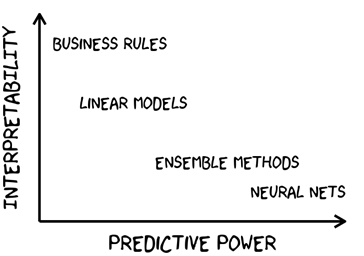 INTERPRETABILITY
BUSINESS RULES
LINEAR MODELS
ENSEMBLE METHODS
NEURAL NETS
PREDICTIVE POWER